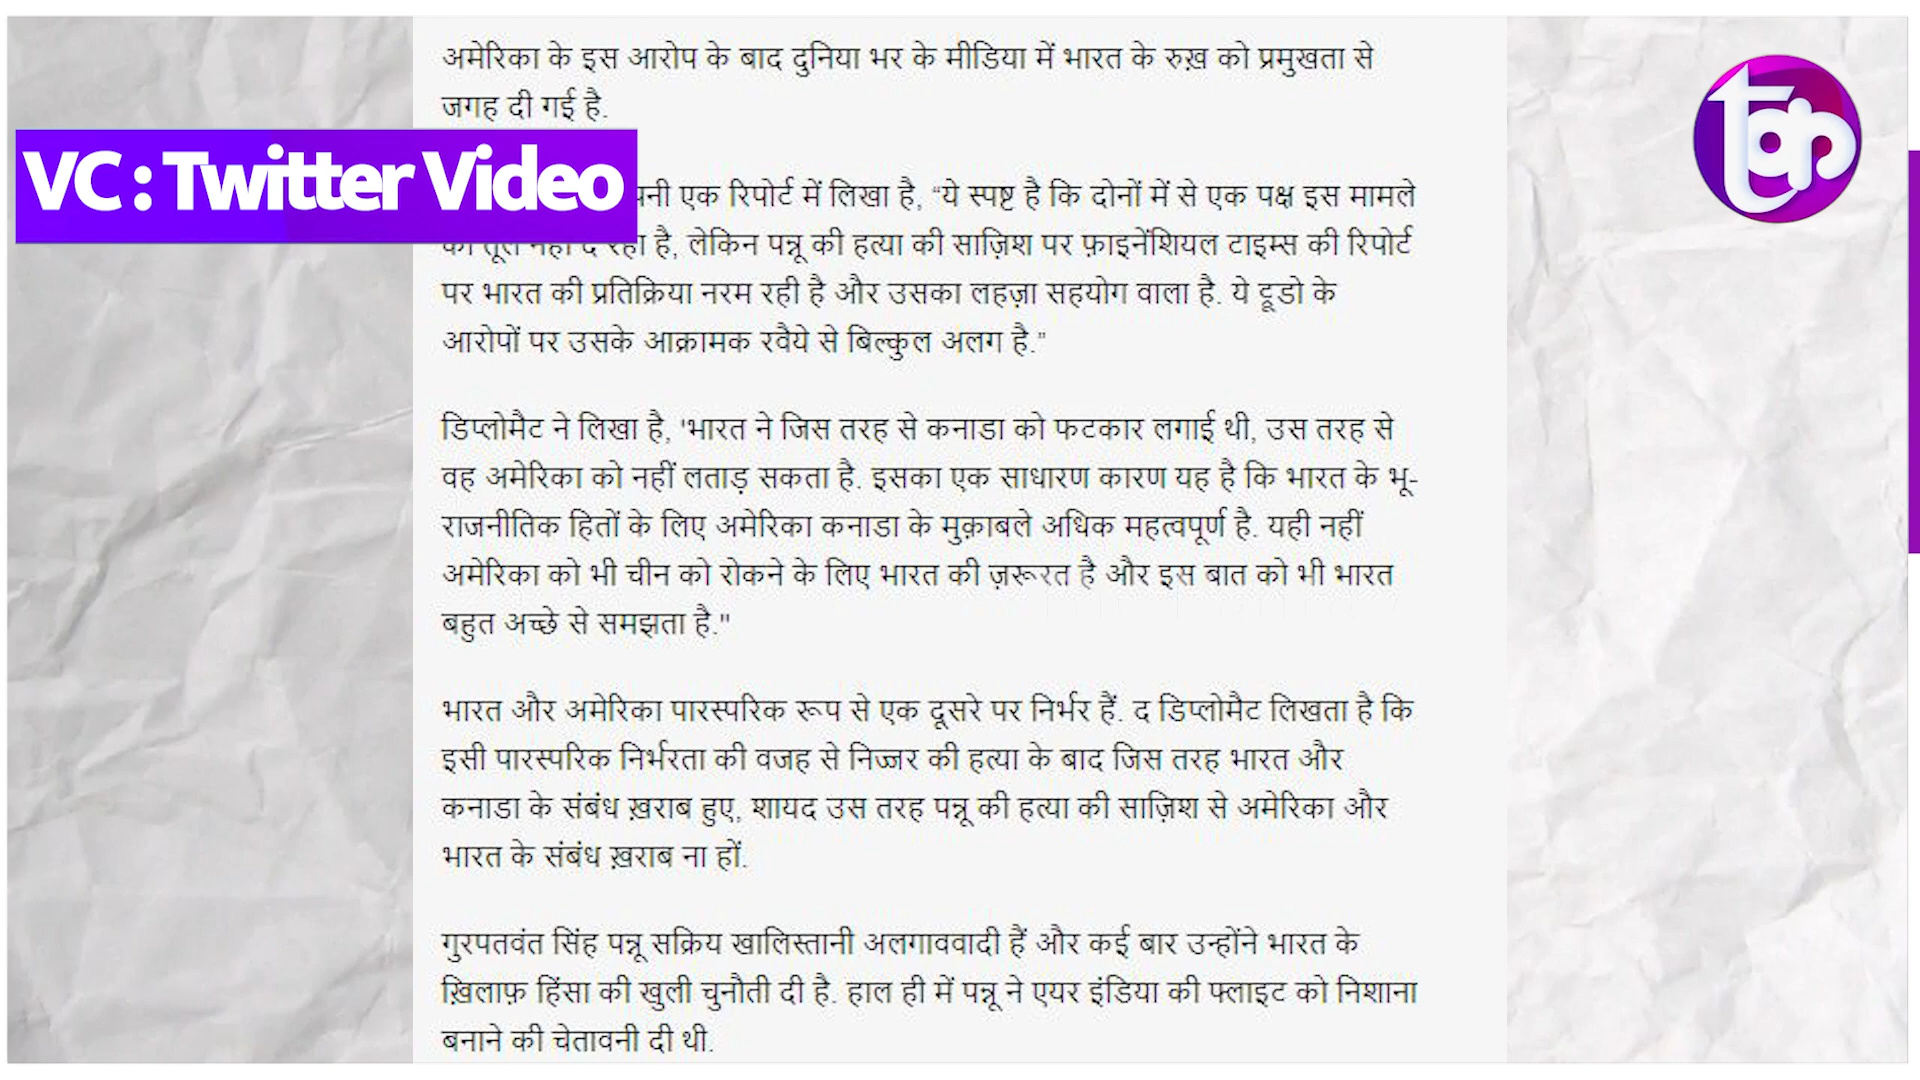 अमेरिका के इस आरोप के बाद दुनिया भर के मीडिया में भारत के रुख़ को प्रमुखता से
जगह दी गई है.
VC : Twitter Video
एक रिपोर्ट में लिखा है, “ये स्पष्ट है कि दोनों में से एक पक्ष इस मामले
है, लेकिन पन्नू की हत्या की साज़िश पर फ़ाइनेंशियल टाइम्स की रिपोर्ट
पर भारत की प्रतिक्रिया नरम रही है और उसका लहज़ा सहयोग वाला है. ये ट्रूडो के
आरोपों पर उसके आक्रामक रवैये से बिल्कुल अलग है.”
डिप्लोमैट ने लिखा है, 'भारत ने जिस तरह से कनाडा को फटकार लगाई थी, उस तरह से
वह अमेरिका को नहीं लताड़ सकता है. इसका एक साधारण कारण यह है कि भारत के भू-
राजनीतिक हितों के लिए अमेरिका कनाडा के मुक़ाबले अधिक महत्वपूर्ण है. यही नहीं
अमेरिका को भी चीन को रोकने के लिए भारत की ज़रूरत है और इस बात को भी भारत
बहुत अच्छे से समझता है."
भारत और अमेरिका पारस्परिक रूप से एक दूसरे पर निर्भर हैं. द डिप्लोमैट लिखता है कि
इसी पारस्परिक निर्भरता की वजह से निज्जर की हत्या के बाद जिस तरह भारत और
कनाडा के संबंध ख़राब हुए, शायद उस तरह पन्नू की हत्या की साज़िश से अमेरिका और
भारत के संबंध ख़राब ना हों.
गुरपतवंत सिंह पन्नू सक्रिय खालिस्तानी अलगाववादी हैं और कई बार उन्होंने भारत के
ख़िलाफ़ हिंसा की खुली चुनौती दी है. हाल ही में पन्नू ने एयर इंडिया की फ्लाइट को निशाना
बनाने की चेतावनी दी थी.